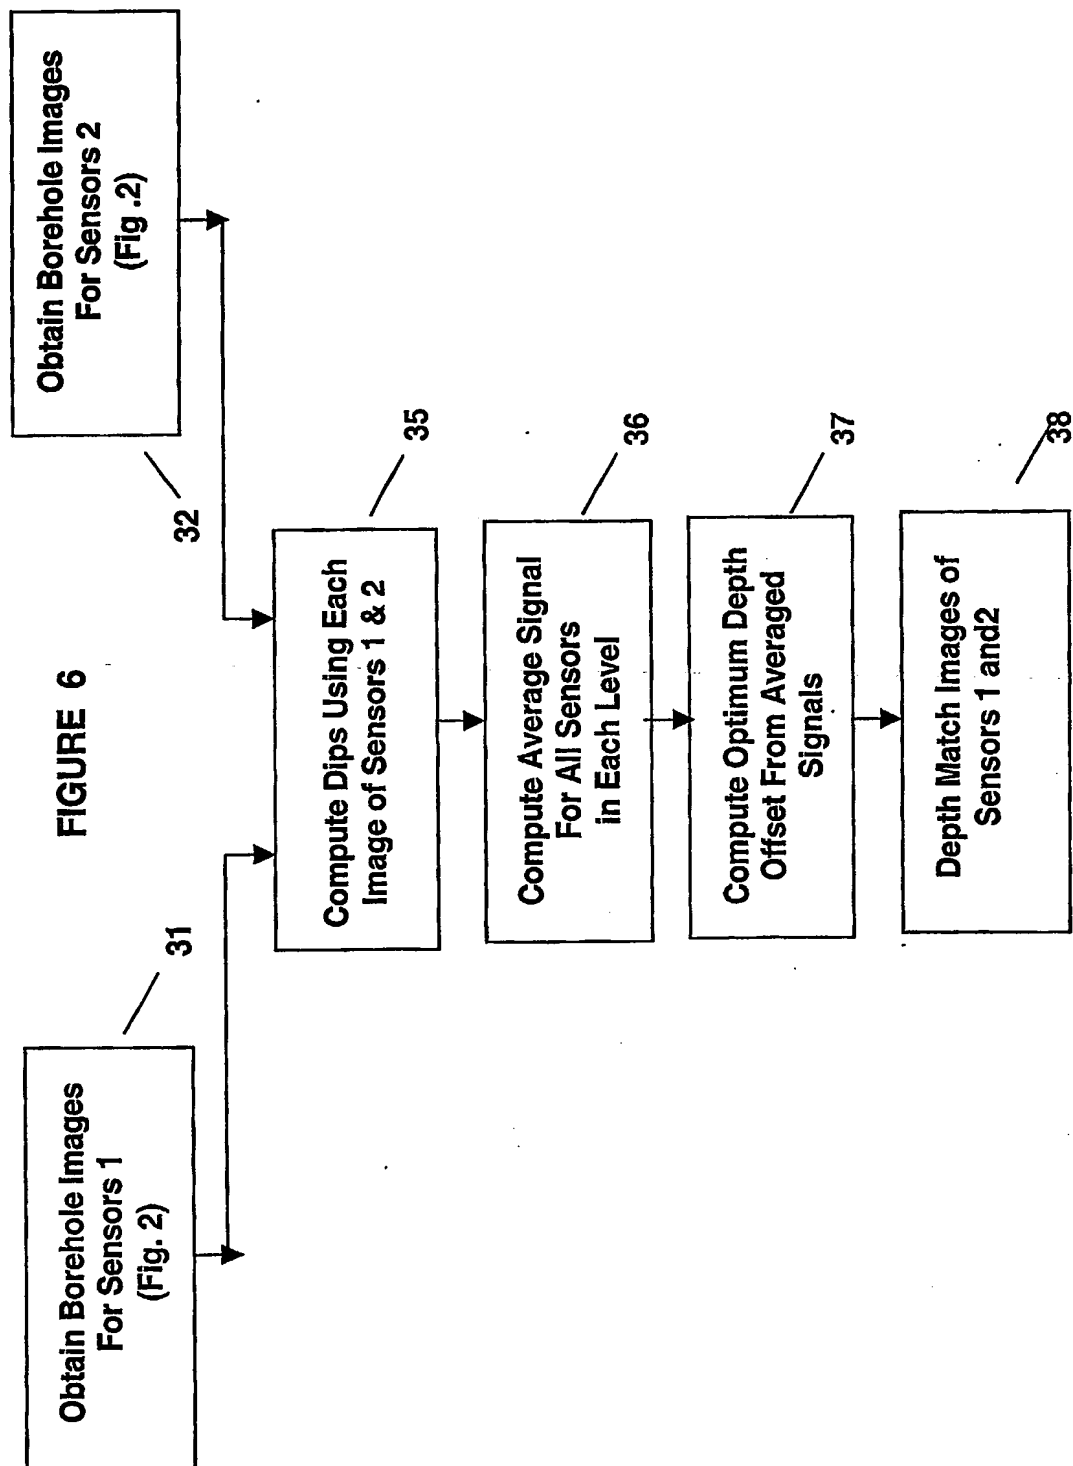 FIGURE 6
Obtain Borehole Images
For Sensors 1
(Fig. 2)
31
Obtain Borehole Images
For Sensors 2
(Fig .2)
32
Compute Dips Using Each
Image of Sensors 1 & 2
35
Compute Average Signal
For All Sensors
in Each Level
36
Compute Optimum Depth
Offset From Averaged
Signals
37
Depth Match Images of
Sensors 1 and2
38